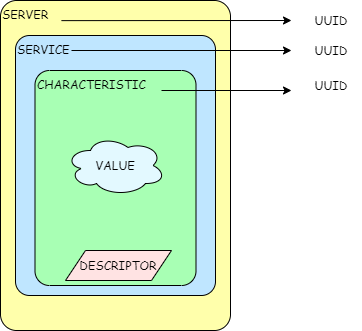 SERVER
UUID
SERVICE
UUID
CHARACTERISTIC
UUID
VALUE
DESCRIPTOR